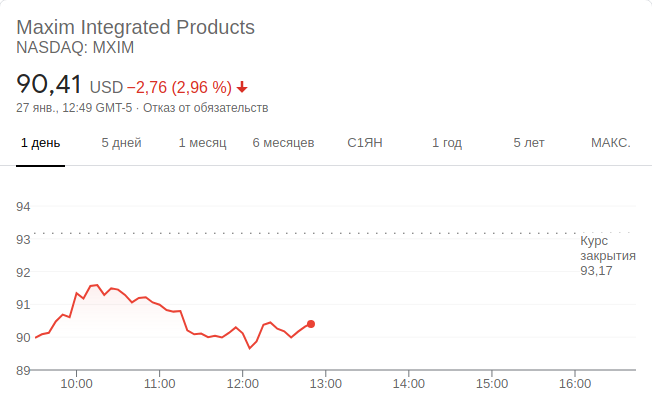 Maxim Integrated Products
NASDAQ: MXIM
90,41 USD −2,76 (2,96 %)
27 янв., 12:49 GMT-5 · Отказ от обязательств
1 день 5 дней 1 месяц 6 месяцев С1ЯН 1 год 5 лет МАКС.
94
93
92
91
90
89
Курс
закрытия
93,17
10:00 11:00 12:00 13:00 14:00 15:00 16:00